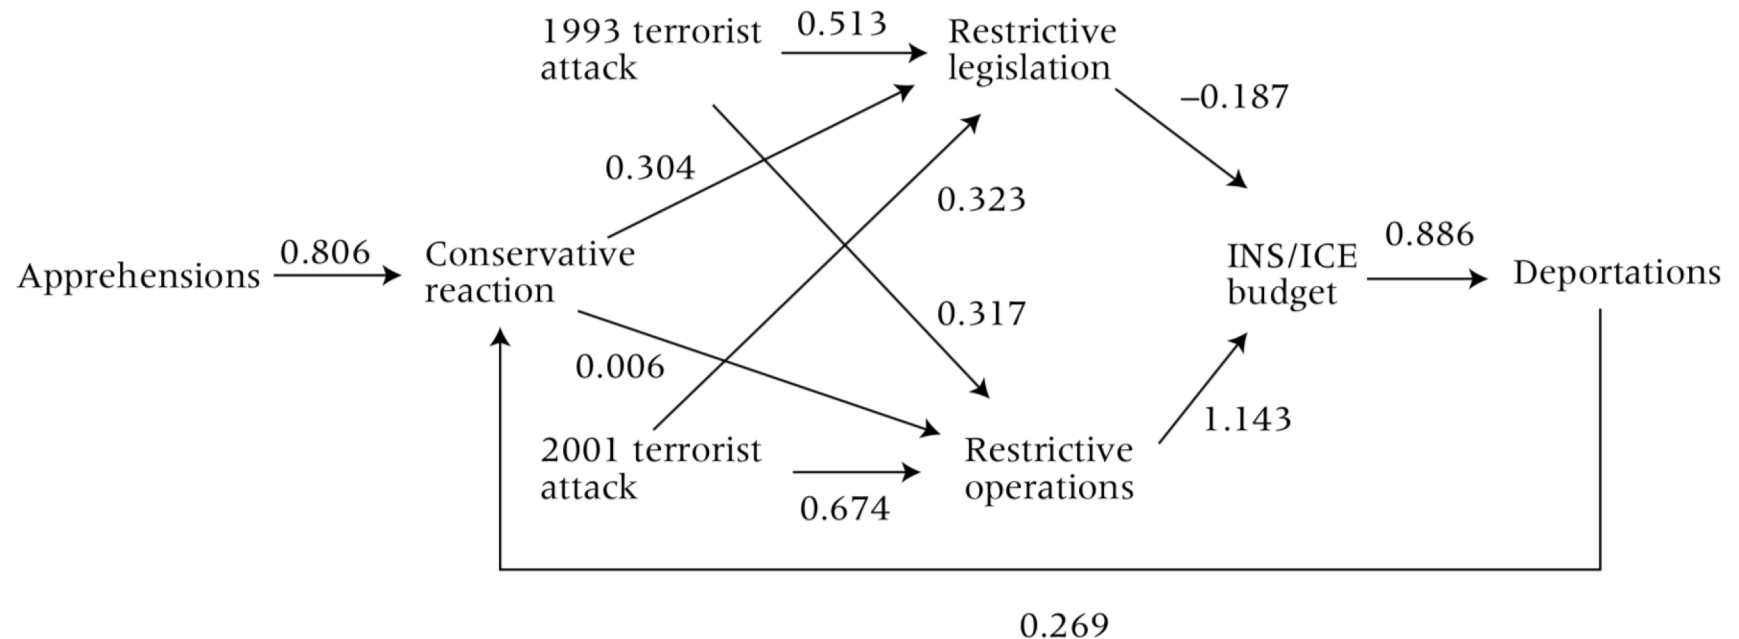 1993 terrorist
attack
0.513
Restrictive
legislation
–0.187
0.304
0.323
Apprehensions
0.806
Conservative
reaction
INS/ICE
budget
0.886
Deportations
0.317
0.006
1.143
2001 terrorist
attack
0.674
Restrictive
operations
0.269